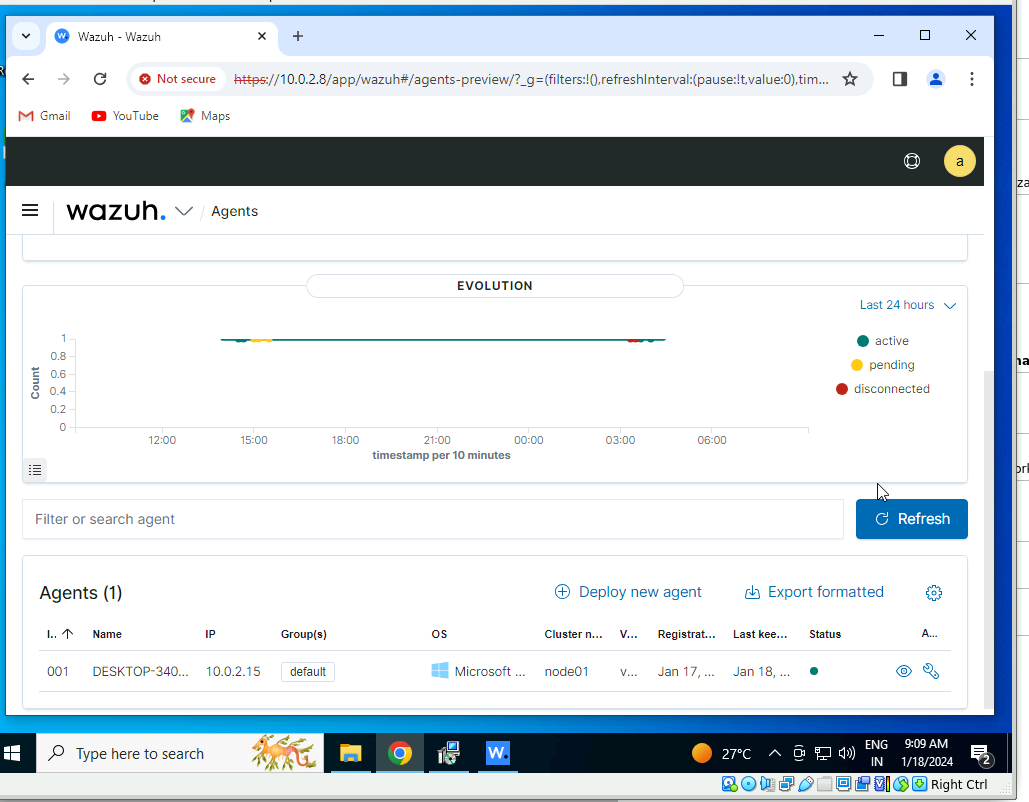 Wazuh - Wazuh
Not secure https://10.0.2.8/app/wazuh#/agents-preview/?_g=(filters:!(),refreshInterval:(pause:!t,value:0),tim...
Gmail YouTube Maps
a
wazuh. / Agents
EVOLUTION
Last 24 hours
active
pending
disconnected
Count
1
0.8
0.6
0.4
0.2
0
12:00 15:00 18:00 21:00 00:00 03:00 06:00
timestamp per 10 minutes
Filter or search agent
Refresh
Agents (1)
Deploy new agent
Export formatted
I.. Name IP Group(s) OS Cluster n... V... Registrat... Last kee... Status A...
001 DESKTOP-340... 10.0.2.15 default Microsoft ... node01 v... Jan 17, ... Jan 18, ...
Type here to search
W.
27°C
ENG
IN
9:09 AM
1/18/2024
2
Right Ctrl